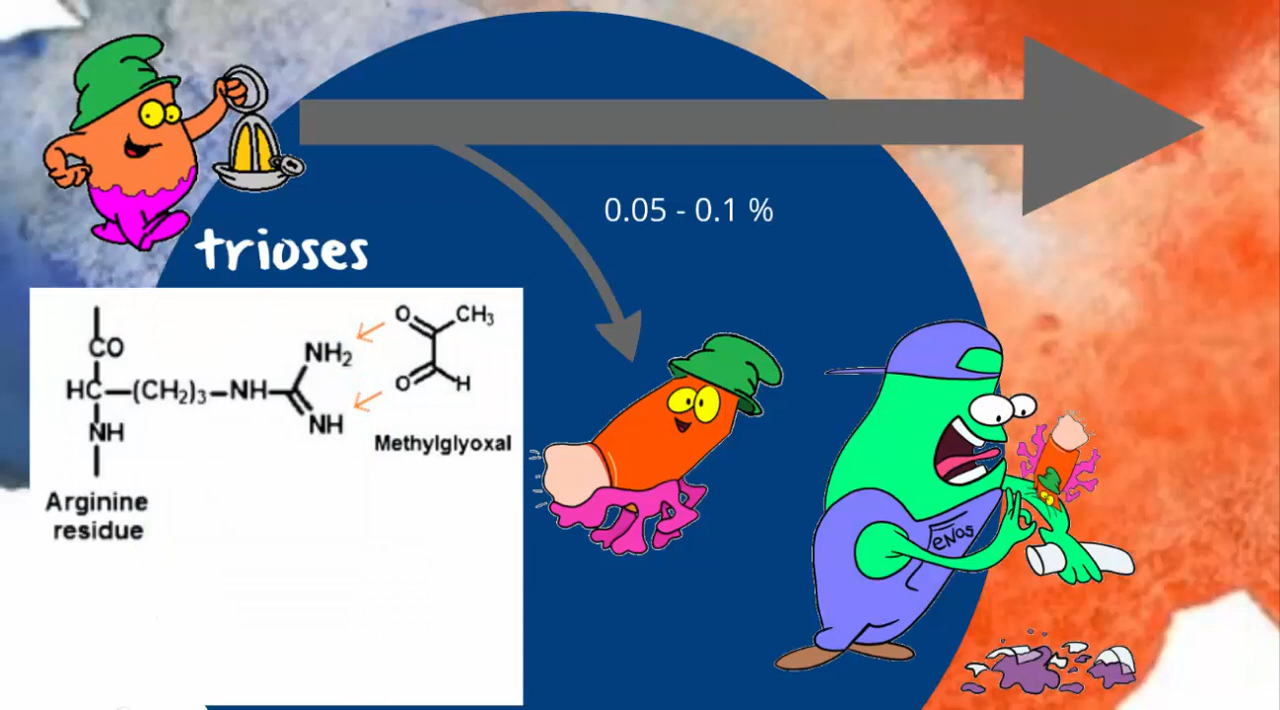 0.05 - 0.1 %
trioses
CO
HC–(CH₂)₃–NH
NH
NH₂
NH
O
CH₃
O
H
Methylglyoxal
Arginine
residue
eNOS